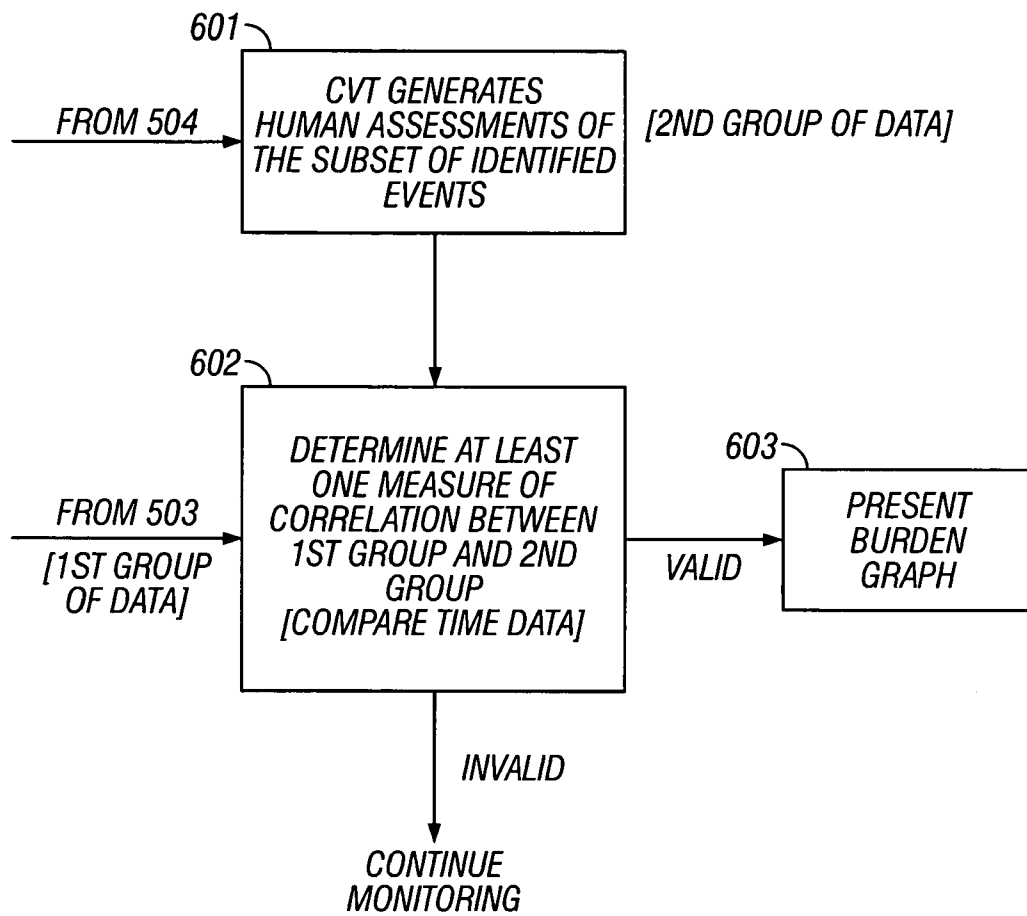 601
CVT GENERATES
HUMAN ASSESSMENTS OF
THE SUBSET OF IDENTIFIED
EVENTS
FROM 504
[2ND GROUP OF DATA]
602
DETERMINE AT LEAST
ONE MEASURE OF
CORRELATION BETWEEN
1ST GROUP AND 2ND
GROUP
[COMPARE TIME DATA]
FROM 503
[1ST GROUP
OF DATA]
VALID
603
PRESENT
BURDEN
GRAPH
INVALID
CONTINUE
MONITORING